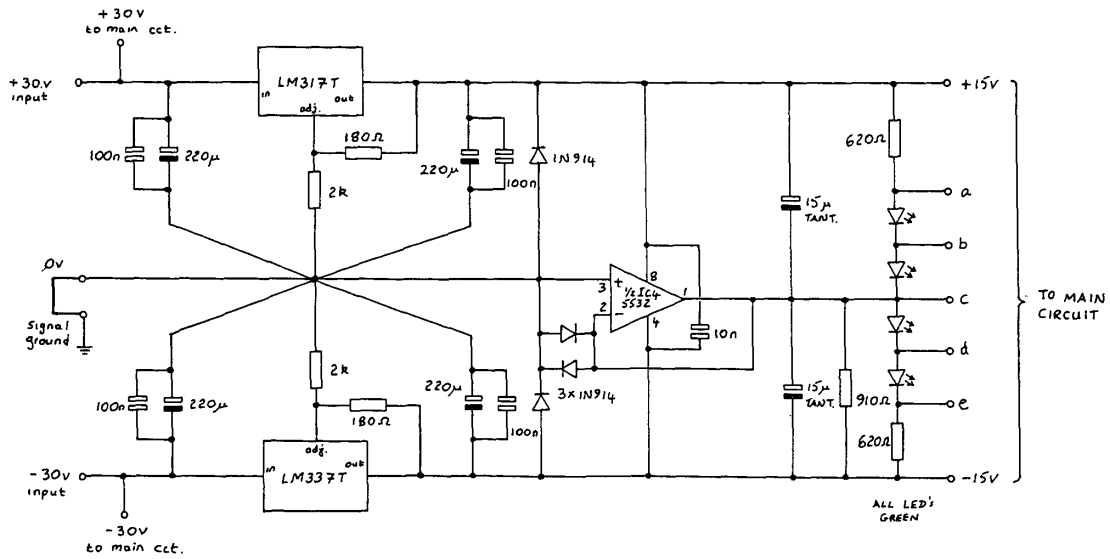 +30V
to main cct.
+30V
input
LM317T
in
out
adj.
180Ω
100n
220μ
2k
220μ
100n
1N914
620Ω
15μ
TANT.
+15V
a
b
c
d
e
0V
Signal
ground
3
2
+
-
½ IC4
5532
8
1
4
10n
TO MAIN
CIRCUIT
100n
220μ
2k
180Ω
220μ
100n
3x1N914
15μ
TANT.
910Ω
620Ω
-30V
input
in
adj.
out
LM337T
-15V
-30V
to main cct.
ALL LED's
GREEN